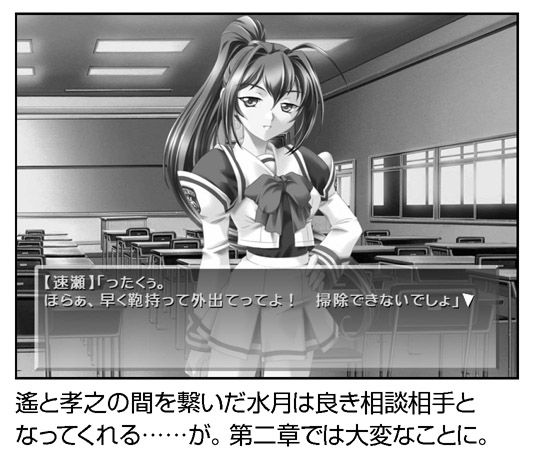 【速瀬】「ったくぅ。
ほらぁ、早く鞄持って外出てってよ！　掃除できないでしょ」▼
遙と孝之の間を繋いだ水月は良き相談相手と
なってくれる……が。第二章では大変なことに。